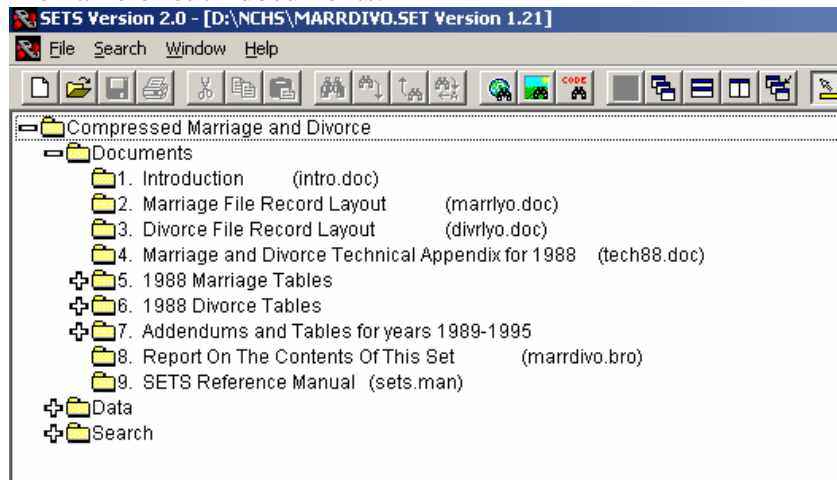 SETS Version 2.0 - [D:\NCHS\MARRDIVO.SET Version 1.21]
File Search Window Help
CODE
Compressed Marriage and Divorce
Documents
1. Introduction (intro.doc)
2. Marriage File Record Layout (marrlyo.doc)
3. Divorce File Record Layout (divrlyo.doc)
4. Marriage and Divorce Technical Appendix for 1988 (tech88.doc)
5. 1988 Marriage Tables
6. 1988 Divorce Tables
7. Addendums and Tables for years 1989-1995
8. Report On The Contents Of This Set (marrdivo.bro)
9. SETS Reference Manual (sets.man)
Data
Search